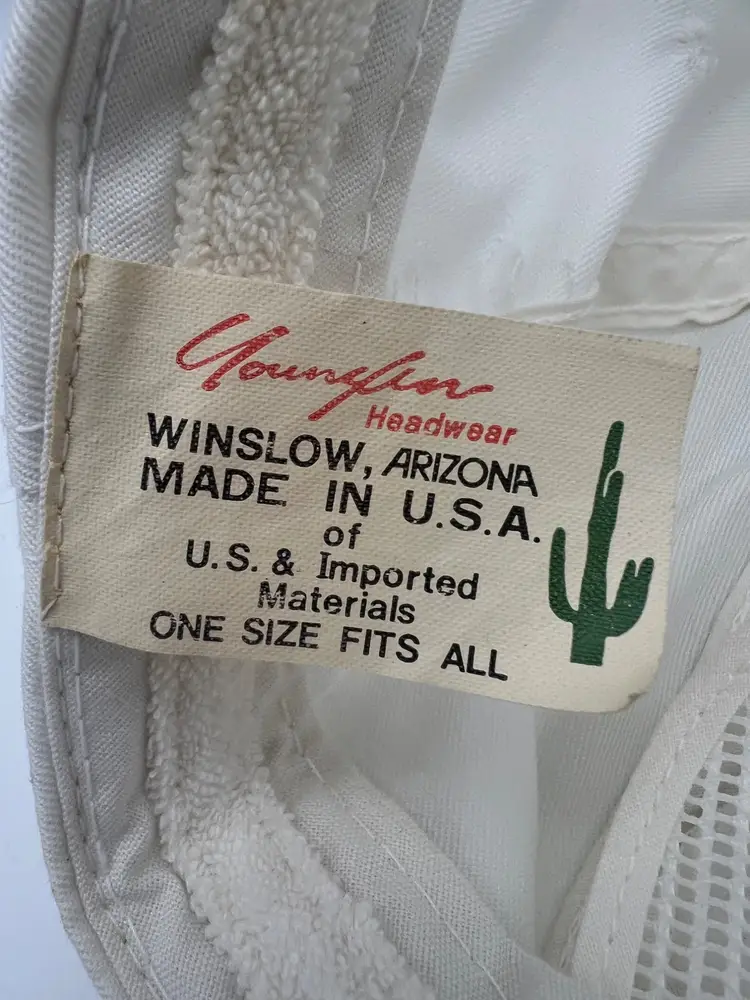 Youngan
Headwear
WINSLOW, ARIZONA
MADE IN U.S.A.
of
U.S. & Imported
Materials
ONE SIZE FITS ALL